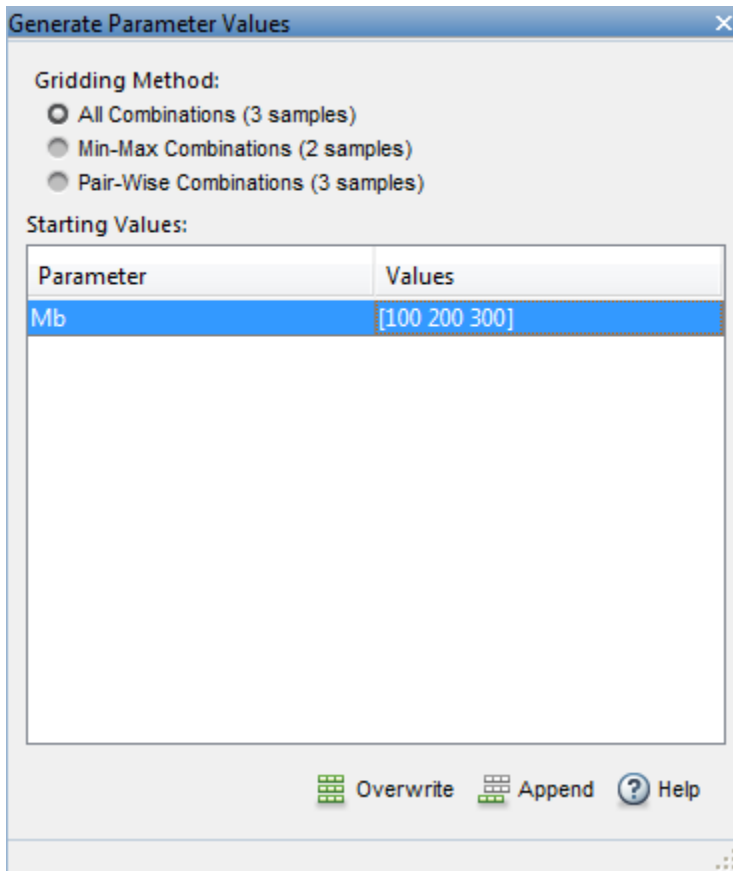 Generate Parameter Values
Gridding Method:
All Combinations (3 samples)
Min-Max Combinations (2 samples)
Pair-Wise Combinations (3 samples)
Starting Values:
Parameter Values
Mb [100 200 300]
Overwrite Append Help